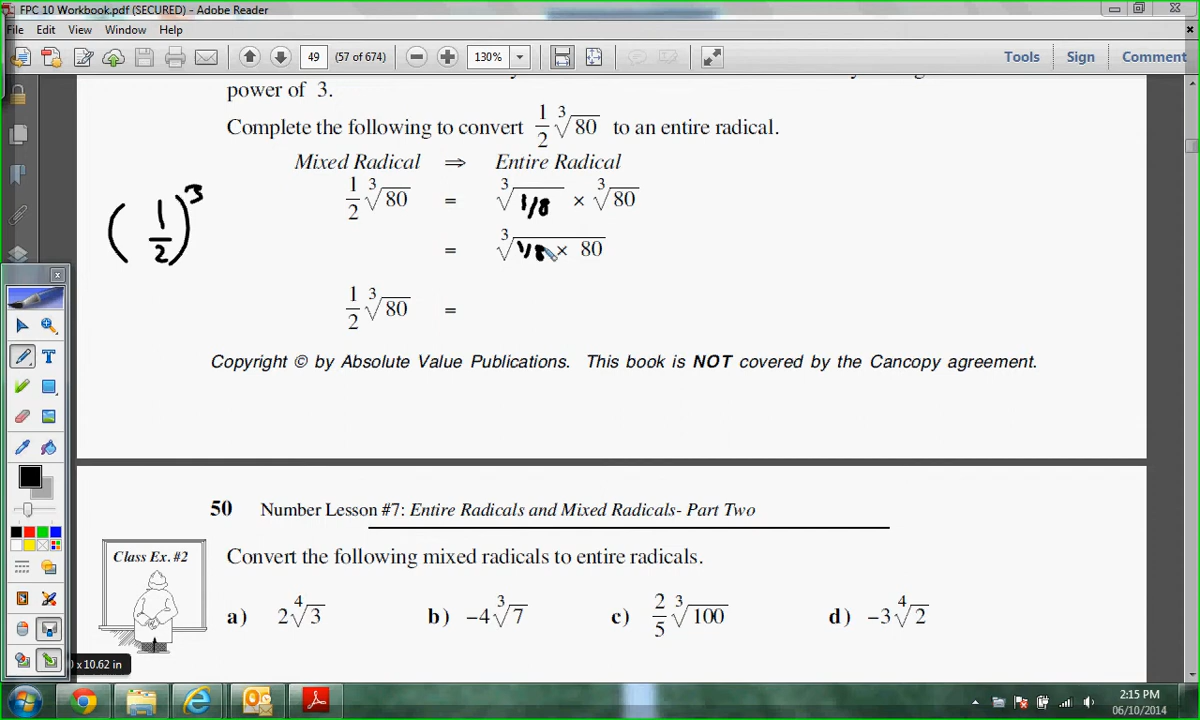 FPC 10 Workbook.pdf (SECURED) - Adobe Reader
File Edit View Window Help
49 (57 of 674) 130% Tools Sign Comment
power of 3.
Complete the following to convert 1/2 ∛80 to an entire radical.
Mixed Radical ⇒ Entire Radical
1/2 ∛80 = ∛1/8 × ∛80
(1/2)³
= ∛1/8 × 80
1/2 ∛80 =
Copyright © by Absolute Value Publications. This book is NOT covered by the Cancopy agreement.
50 Number Lesson #7: Entire Radicals and Mixed Radicals- Part Two
Class Ex. #2
Convert the following mixed radicals to entire radicals.
a) 2∜3 b) -4∛7 c) 2/5 ∛100 d) -3∜2
x 10.62 in
2:15 PM
06/10/2014